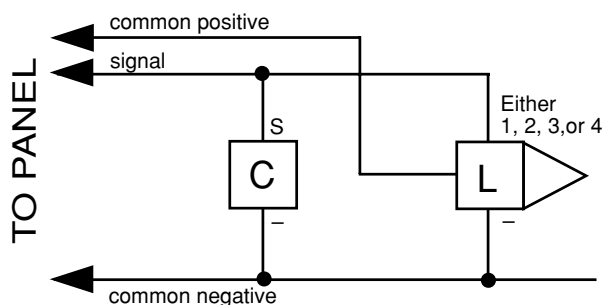 common positive
signal
TO PANEL
Either
1, 2, 3,or 4
S
C
L
–
–
common negative